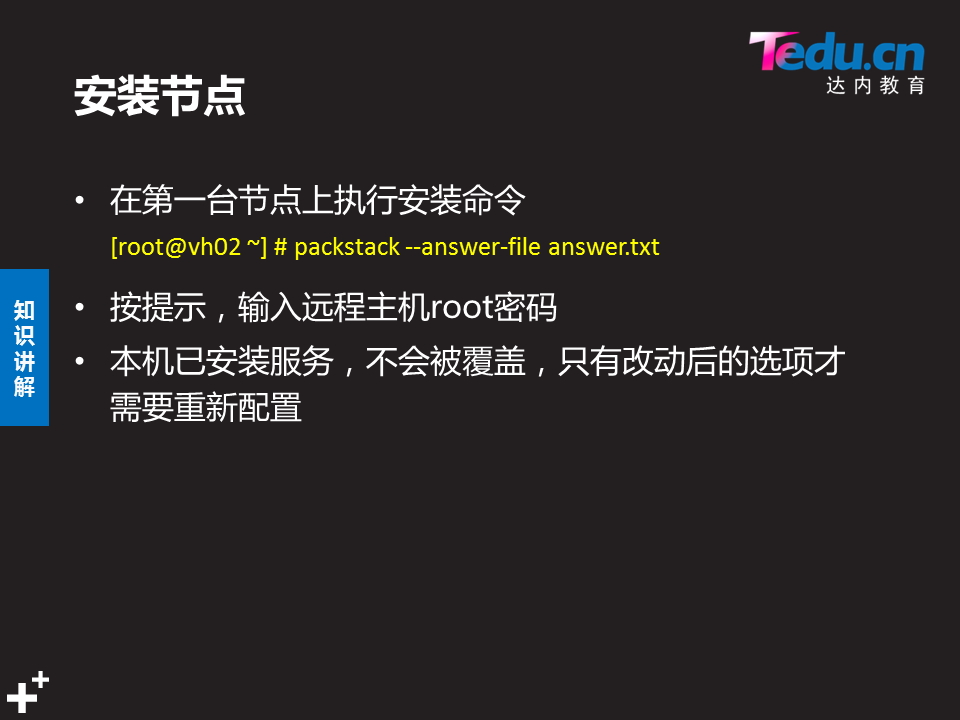 Tedu.cn
达内教育
安装节点
• 在第一台节点上执行安装命令
[root@vh02 ~] # packstack --answer-file answer.txt
• 按提示，输入远程主机root密码
• 本机已安装服务，不会被覆盖，只有改动后的选项才
需要重新配置
知
识
讲
解